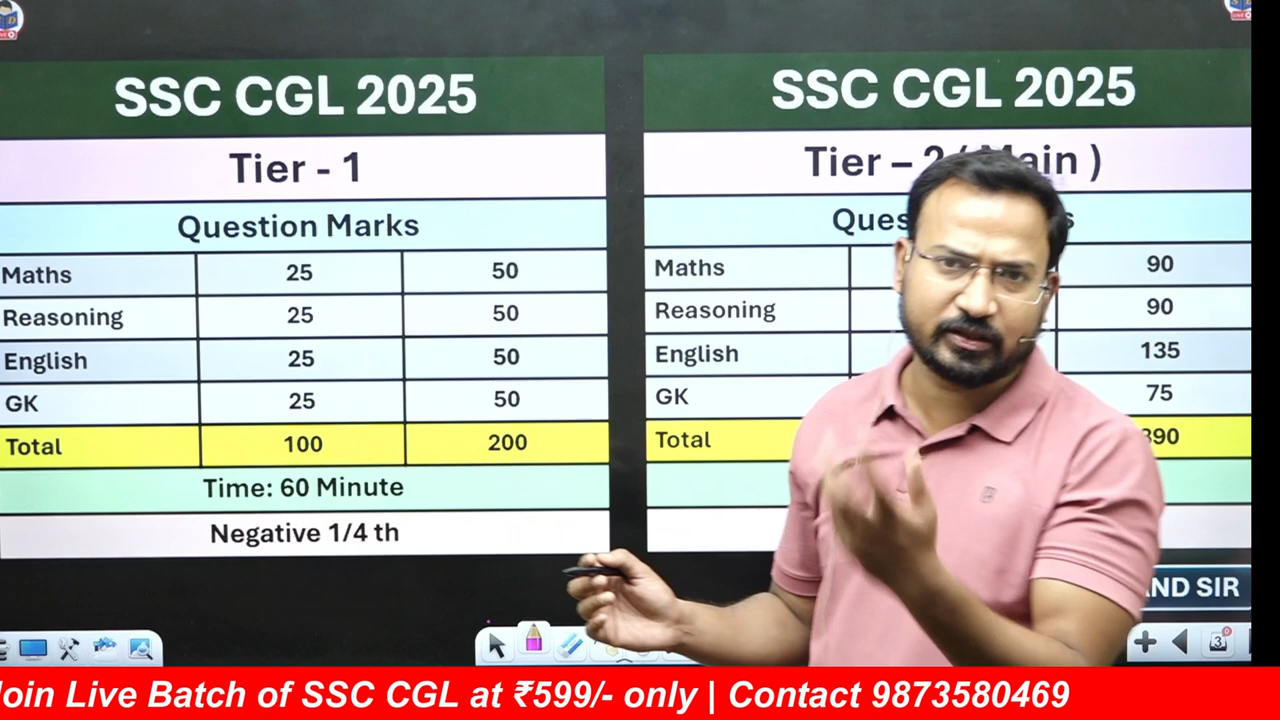 SSC CGL 2025
Tier - 1
Question Marks
Maths 25 50
Reasoning 25 50
English 25 50
GK 25 50
Total 100 200
Time: 60 Minute
Negative 1/4 th
SSC CGL 2025
Tier – 2 ( Main )
Maths 90
Reasoning 90
English 135
GK 75
Total 390
SIR
Join Live Batch of SSC CGL at ₹599/- only | Contact 9873580469